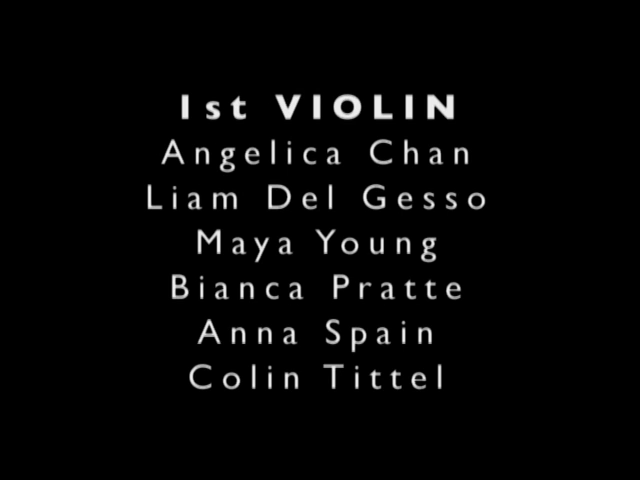 1st VIOLIN
Angelica Chan
Liam Del Gesso
Maya Young
Bianca Pratte
Anna Spain
Colin Tittel